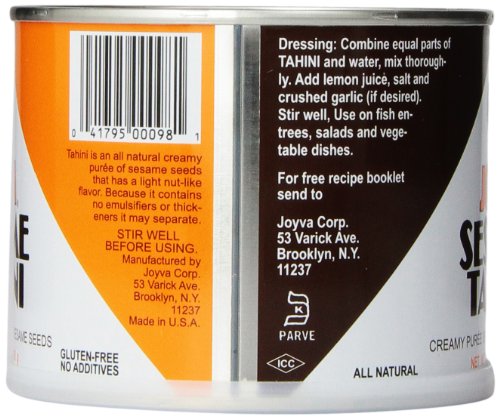 0 41795 00098 1
Tahini is an all natural creamy
purée of sesame seeds
that has a light nut-like
flavor. Because it contains
no emulsifiers or thick-
eners it may separate.
STIR WELL
BEFORE USING.
Manufactured by
Joyva Corp.
53 Varick Ave.
Brooklyn, N.Y.
11237
Made in U.S.A.
GLUTEN-FREE
NO ADDITIVES
SESAME SEEDS
Dressing: Combine equal parts of
TAHINI and water, mix thorough-
ly. Add lemon juice, salt and
crushed garlic (if desired).
Stir well, Use on fish en-
trees, salads and vege-
table dishes.
For free recipe booklet
send to
Joyva Corp.
53 Varick Ave.
Brooklyn, N.Y.
11237
K
PARVE
ICC
ALL NATURAL
SE
TA
CREAMY PURÉE